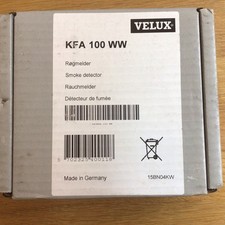 VELUX
KFA 100 WW
Røgmelder
Smoke detector
Rauchmelder
Détecteur de fumée
Made in Germany
15BN04KW